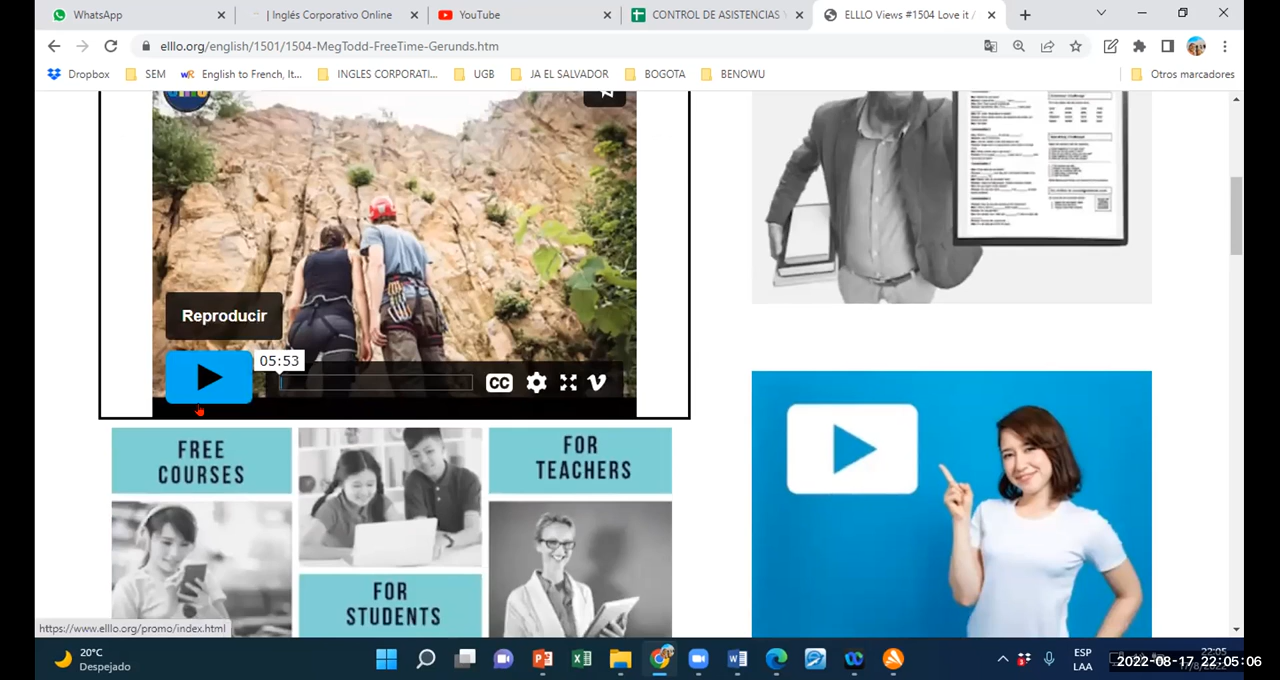 WhatsApp
| Inglés Corporativo Online
YouTube
CONTROL DE ASISTENCIAS
ELLLO Views #1504 Love it /
elllo.org/english/1501/1504-MegTodd-FreeTime-Gerunds.htm
Dropbox
SEM
English to French, It...
INGLES CORPORATI...
UGB
JA EL SALVADOR
BOGOTA
BENOWU
Otros marcadores
Reproducir
05:53
CC
FREE
COURSES
FOR
TEACHERS
FOR
STUDENTS
https://www.elllo.org/promo/index.html
20°C
Despejado
ESP
LAA
22:05
2022-08-17 22:05:06